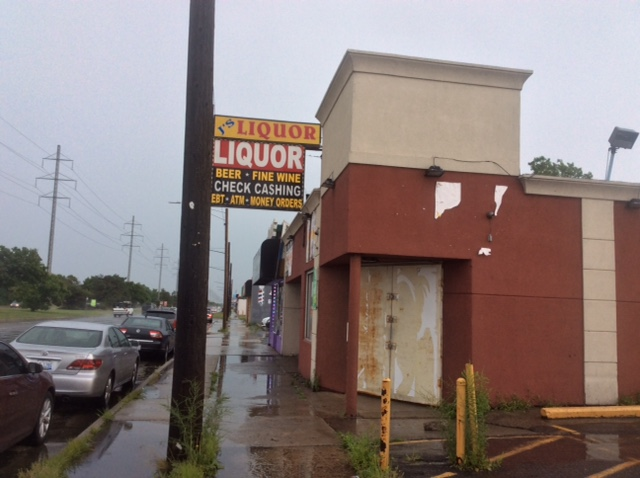 J's LIQUOR
LIQUOR
BEER • FINE WINE
CHECK CASHING
EBT • ATM • MONEY ORDERS